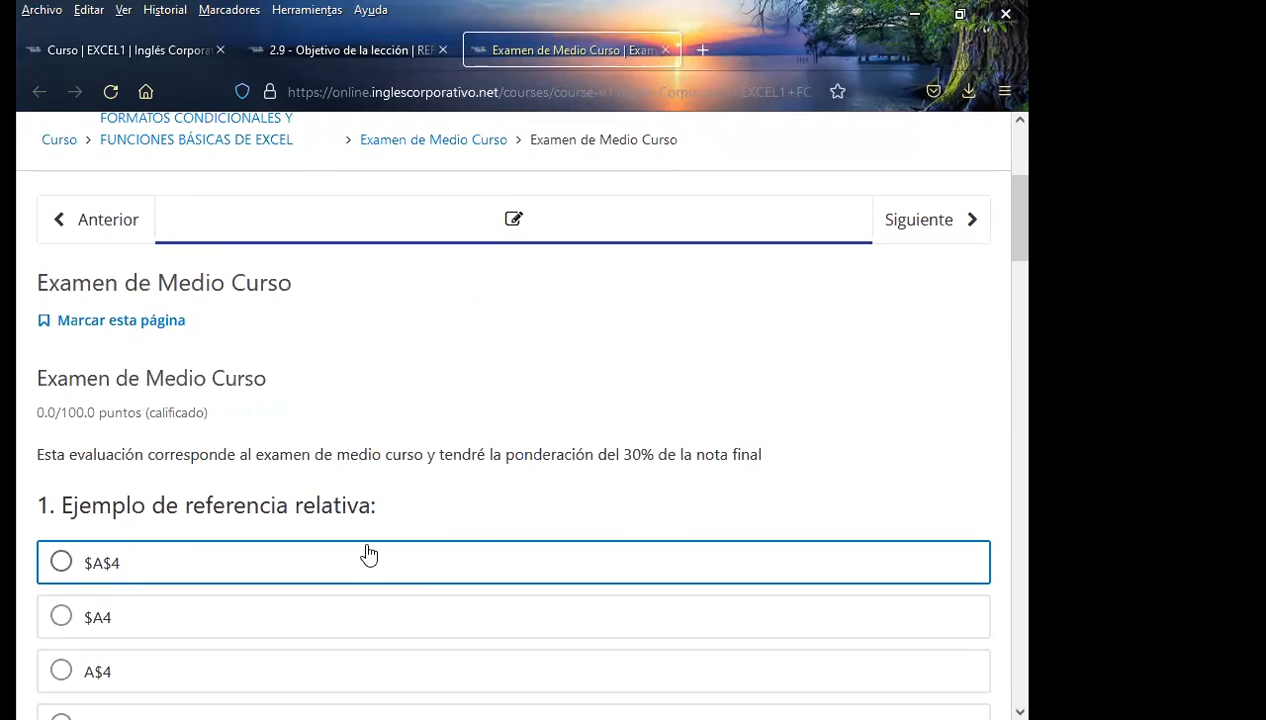 Archivo Editar Ver Historial Marcadores Herramientas Ayuda
Curso | EXCEL1 | Inglés Corpora
2.9 - Objetivo de la lección | REF
Examen de Medio Curso | Exam
https://online.inglescorporativo.net/courses/course-v1
EXCEL1+FC
FORMATOS CONDICIONALES Y
Curso > FUNCIONES BÁSICAS DE EXCEL > Examen de Medio Curso > Examen de Medio Curso
Anterior
Siguiente
Examen de Medio Curso
Marcar esta página
Examen de Medio Curso
0.0/100.0 puntos (calificado)
Esta evaluación corresponde al examen de medio curso y tendré la ponderación del 30% de la nota final
1. Ejemplo de referencia relativa:
$A$4
$A4
A$4